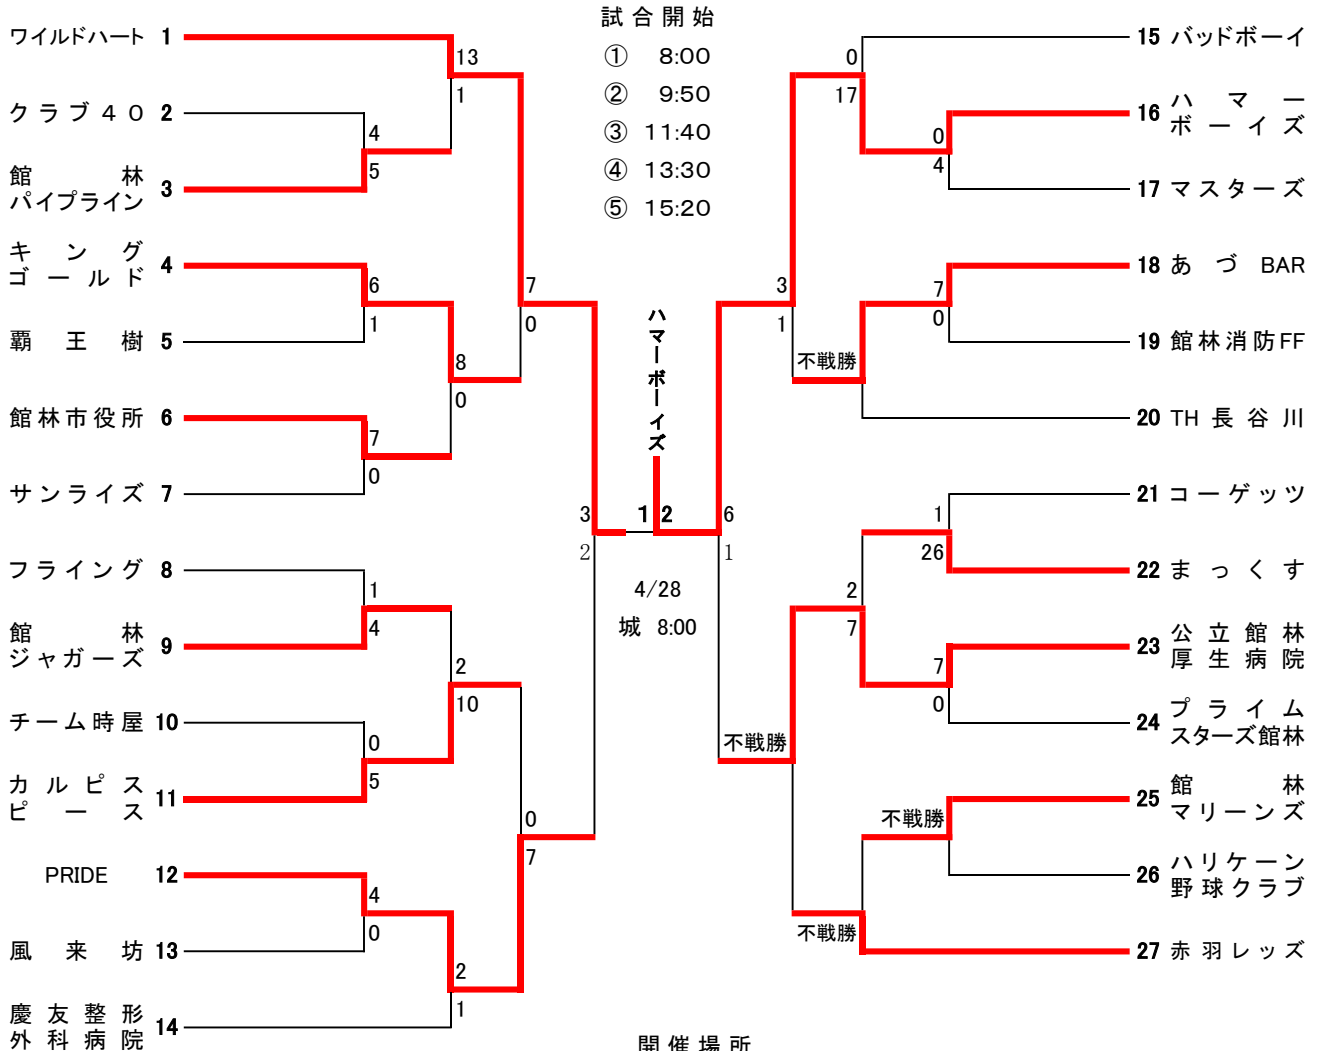 試合開始
① 8:00
② 9:50
③ 11:40
④ 13:30
⑤ 15:20
ワイルドハート 1
クラブ４０ 2
館林
パイプライン 3
キング
ゴールド 4
覇王樹 5
館林市役所 6
サンライズ 7
フライング 8
館林
ジャガーズ 9
チーム時屋 10
カルピス
ピース 11
PRIDE 12
風来坊 13
慶友整形
外科病院 14
13
1
4
5
6
1
8
0
7
0
7
0
1
4
2
10
0
5
4
0
2
1
0
7
3
2
ハマーボーイズ
1 2
4/28
城 8:00
6
1
3
1
0
17
0
4
7
0
不戦勝
1
26
2
7
7
0
不戦勝
不戦勝
不戦勝
15 バッドボーイ
16 ハマー
ボーイズ
17 マスターズ
18 あづBAR
19 館林消防FF
20 TH長谷川
21 コーゲッツ
22 まっくす
23 公立館林
厚生病院
24 プライム
スターズ館林
25 館林
マリーンズ
26 ハリケーン
野球クラブ
27 赤羽レッズ
開催場所